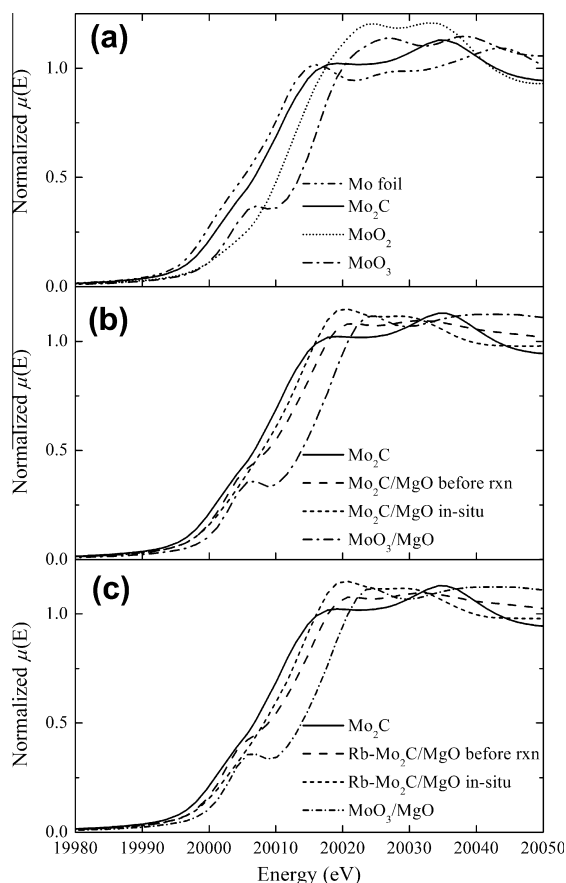 (a)
Normalized μ(E)
1.0
0.5
0.0
Mo foil
Mo₂C
MoO₂
MoO₃
(b)
Normalized μ(E)
1.0
0.5
0.0
Mo₂C
Mo₂C/MgO before rxn
Mo₂C/MgO in-situ
MoO₃/MgO
(c)
Normalized μ(E)
1.0
0.5
0.0
Mo₂C
Rb-Mo₂C/MgO before rxn
Rb-Mo₂C/MgO in-situ
MoO₃/MgO
19980 19990 20000 20010 20020 20030 20040 20050
Energy (eV)